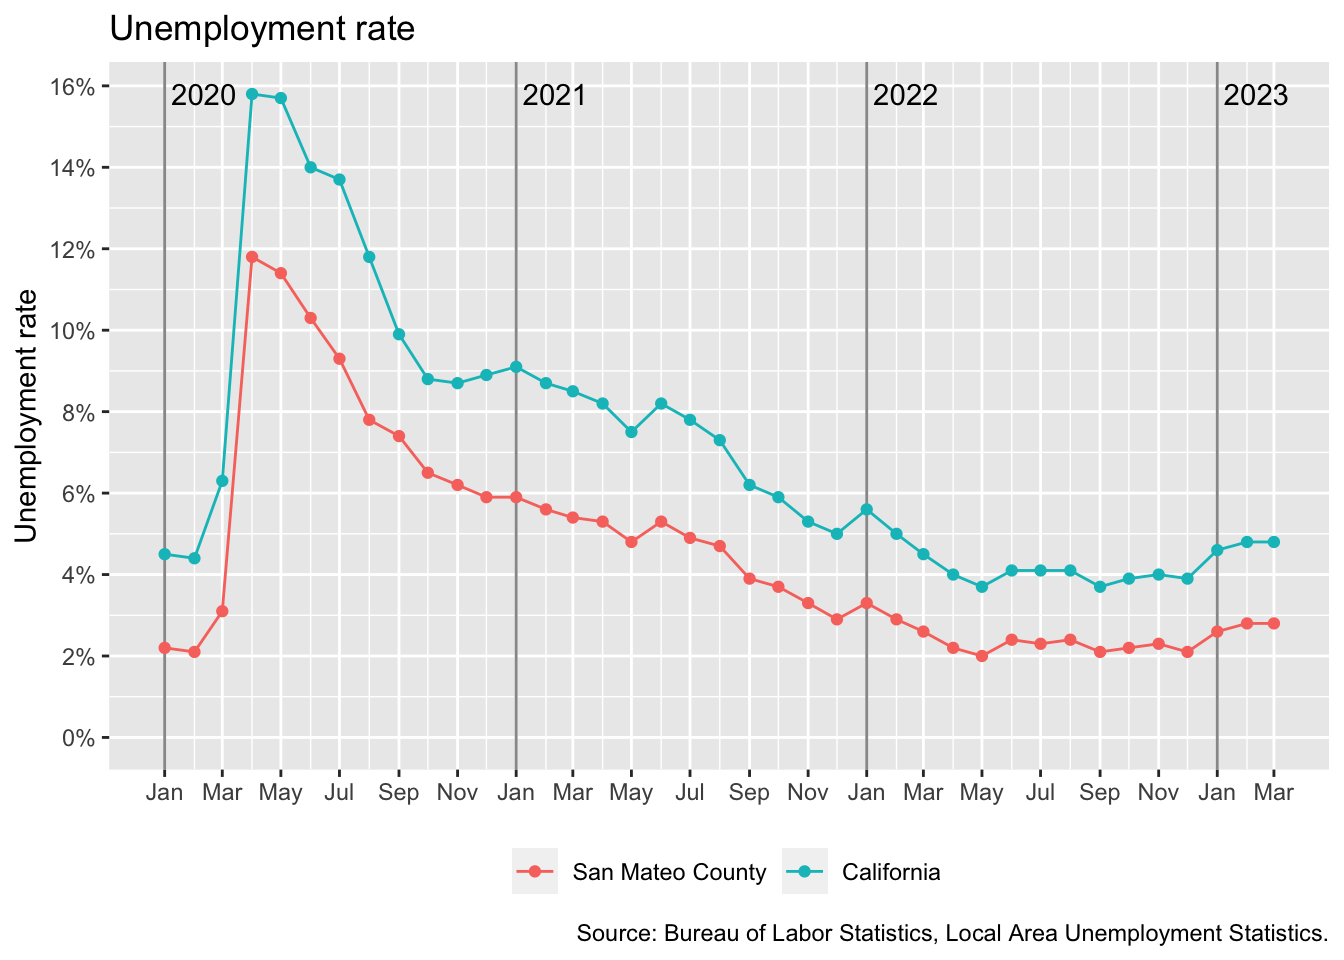 Unemployment rate
2020 2021 2022 2023
16%
14%
12%
10%
8%
6%
4%
2%
0%
Unemployment rate
Jan Mar May Jul Sep Nov Jan Mar May Jul Sep Nov Jan Mar May Jul Sep Nov Jan Mar
San Mateo County California
Source: Bureau of Labor Statistics, Local Area Unemployment Statistics.